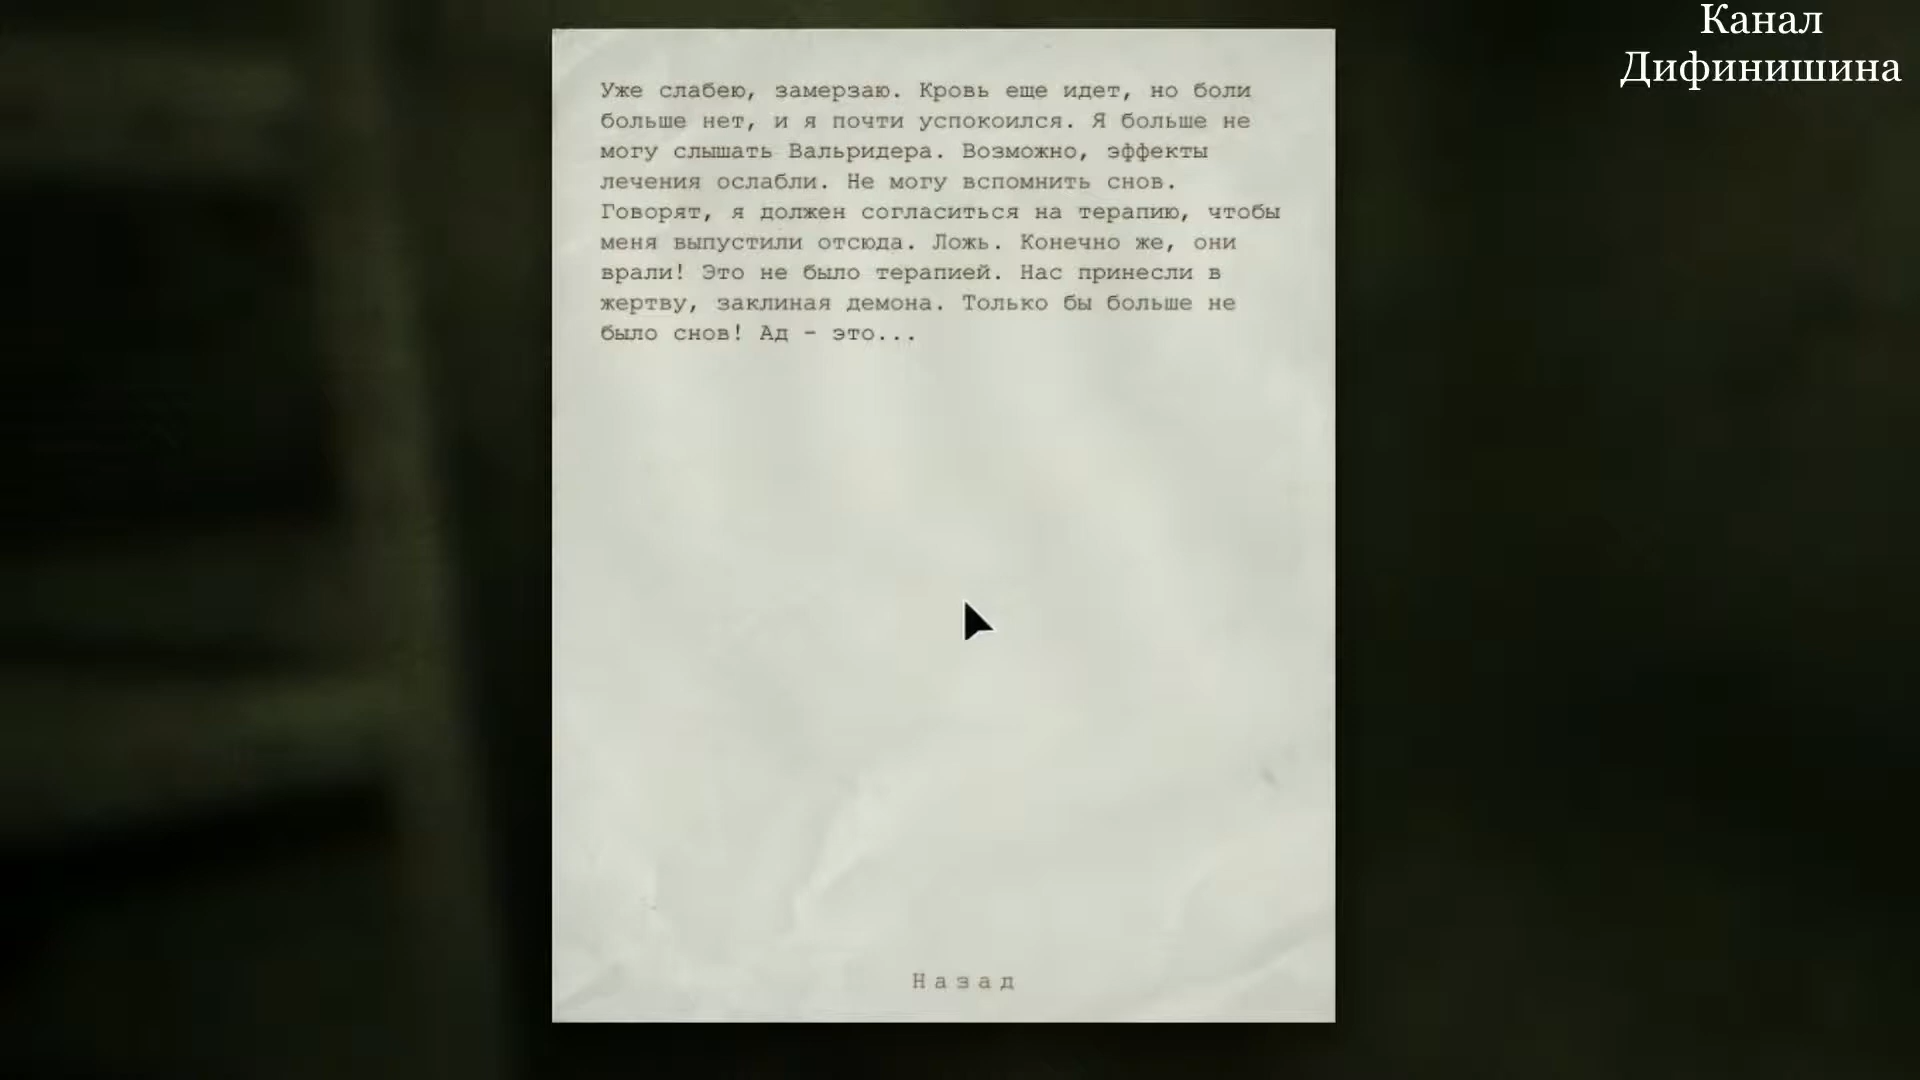 Канал
Дифинишина
Уже слабею, замерзаю. Кровь еще идет, но боли
больше нет, и я почти успокоился. Я больше не
могу слышать Вальридера. Возможно, эффекты
лечения ослабли. Не могу вспомнить снов.
Говорят, я должен согласиться на терапию, чтобы
меня выпустили отсюда. Ложь. Конечно же, они
врали! Это не было терапией. Нас принесли в
жертву, заклиная демона. Только бы больше не
было снов! Ад - это...
Назад